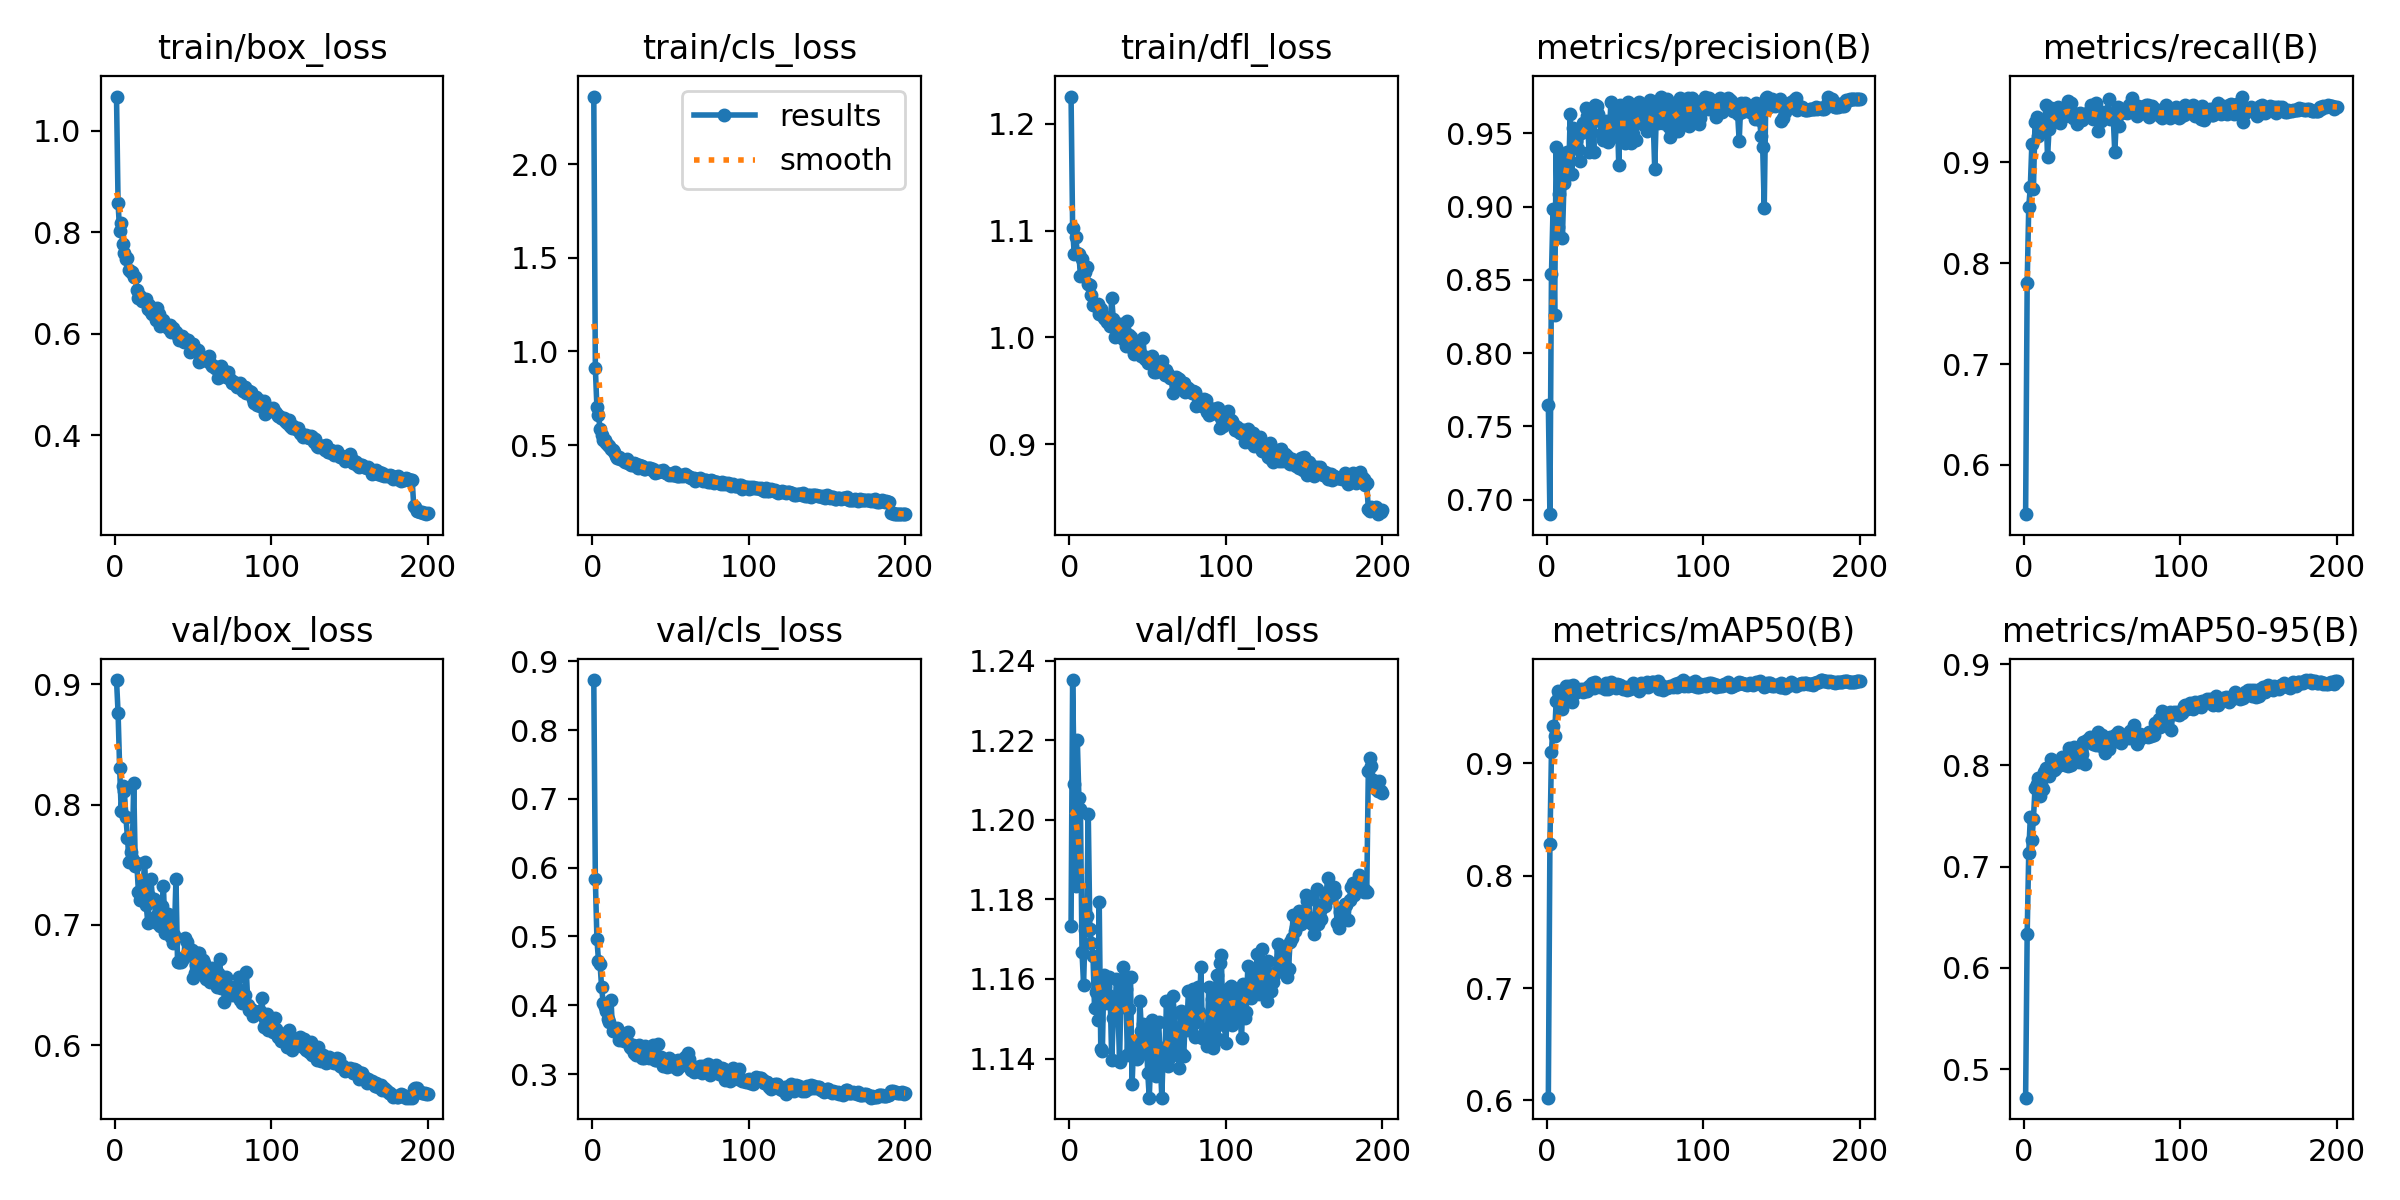 train/box_loss
1.0
0.8
0.6
0.4
0 100 200
train/cls_loss
results
smooth
2.0
1.5
1.0
0.5
0 100 200
train/dfl_loss
1.2
1.1
1.0
0.9
0 100 200
metrics/precision(B)
0.95
0.90
0.85
0.80
0.75
0.70
0 100 200
metrics/recall(B)
0.9
0.8
0.7
0.6
0 100 200
val/box_loss
0.9
0.8
0.7
0.6
0 100 200
val/cls_loss
0.9
0.8
0.7
0.6
0.5
0.4
0.3
0 100 200
val/dfl_loss
1.24
1.22
1.20
1.18
1.16
1.14
0 100 200
metrics/mAP50(B)
0.9
0.8
0.7
0.6
0 100 200
metrics/mAP50-95(B)
0.9
0.8
0.7
0.6
0.5
0 100 200